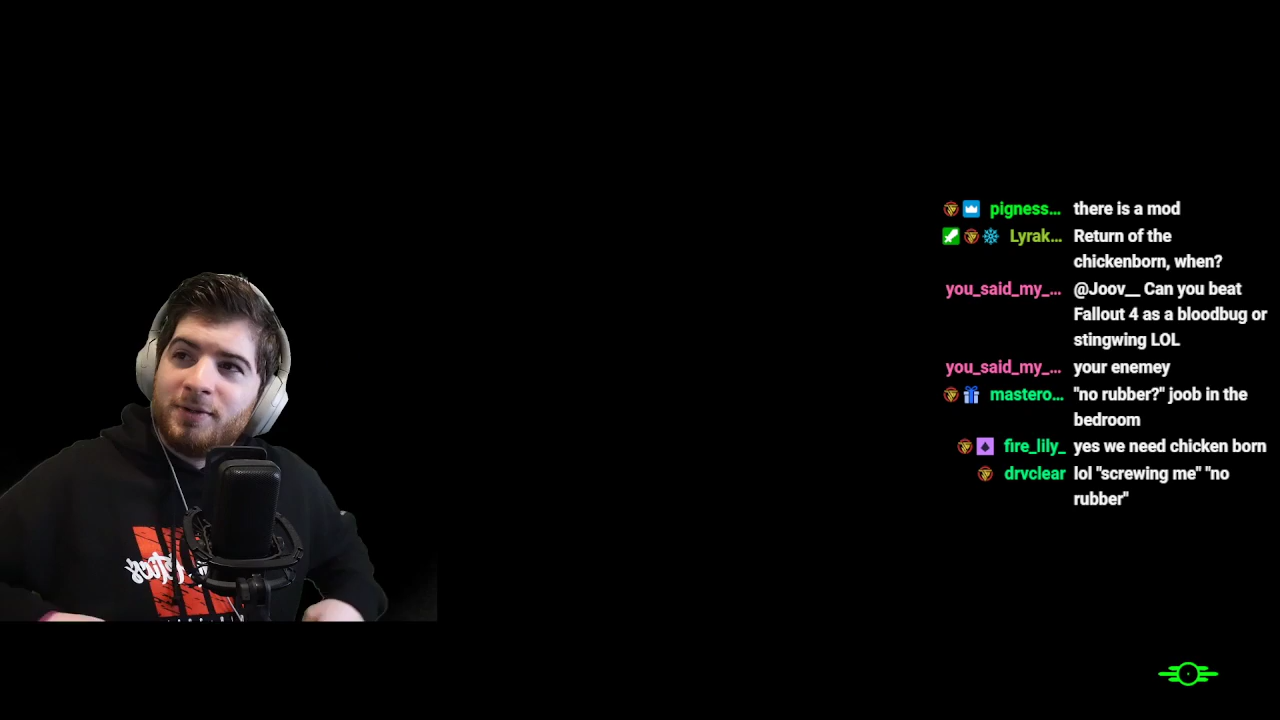 pigness... there is a mod
Lyrak... Return of the
chickenborn, when?
you_said_my_... @Joov__ Can you beat
Fallout 4 as a bloodbug or
stingwing LOL
you_said_my_... your enemey
mastero... "no rubber?" joob in the
bedroom
fire_lily_ yes we need chicken born
drvclear lol "screwing me" "no
rubber"